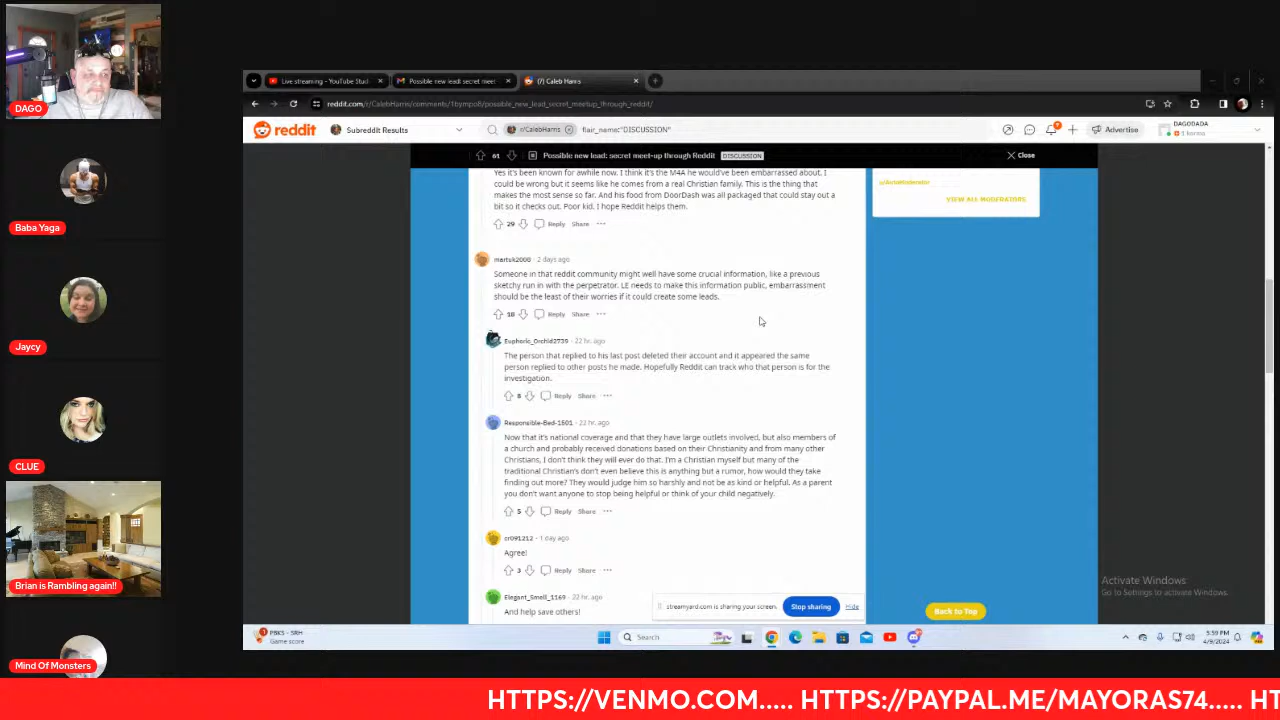 Live streaming - YouTube Stud
Possible new lead: secret meet-
(7) Caleb Harris
reddit.com/r/CalebHarris/comments/1bympo8/possible_new_lead_secret_meetup_through_reddit/
reddit
Subreddit Results
r/CalebHarris
flair_name:"DISCUSSION"
Advertise
DAGODADA
1 karma
61
Possible new lead: secret meet-up through Reddit
DISCUSSION
Close
Yes it's been known for awhile now. I think it's the M4A he would've been embarrassed about. I
could be wrong but it seems like he comes from a real Christian family. This is the thing that
makes the most sense so far. And his food from DoorDash was all packaged that could stay out a
bit so it checks out. Poor kid. I hope Reddit helps them.
29 Reply Share ...
u/AutoModerator
VIEW ALL MODERATORS
martuk2000 · 2 days ago
Someone in that reddit community might well have some crucial information, like a previous
sketchy run in with the perpetrator. LE needs to make this information public, embarrassment
should be the least of their worries if it could create some leads.
18 Reply Share ...
Euphoric_Orchid2739 · 22 hr. ago
The person that replied to his last post deleted their account and it appeared the same
person replied to other posts he made. Hopefully Reddit can track who that person is for the
investigation.
8 Reply Share ...
Responsible-Bed-1501 · 22 hr. ago
Now that it's national coverage and that they have large outlets involved, but also members of
a church and probably received donations based on their Christianity and from many other
Christians, I don't think they will ever do that. I'm a Christian myself but many of the
traditional Christian's don't even believe this is anything but a rumor, how would they take
finding out more? They would judge him so harshly and not be as kind or helpful. As a parent
you don't want anyone to stop being helpful or think of your child negatively.
5 Reply Share ...
cr091212 · 1 day ago
Agree!
3 Reply Share ...
Elegant_Smell_1169 · 22 hr. ago
And help save others!
streamyard.com is sharing your screen.
Stop sharing
Hide
Back to Top
Activate Windows
Go to Settings to activate Windows.
PBKS - SRH
Game score
Search
5:59 PM
4/9/2024
DAGO
Baba Yaga
Jaycy
CLUE
Brian is Rambling again!!
Mind Of Monsters
HTTPS://VENMO.COM..... HTTPS://PAYPAL.ME/MAYORAS74..... HT